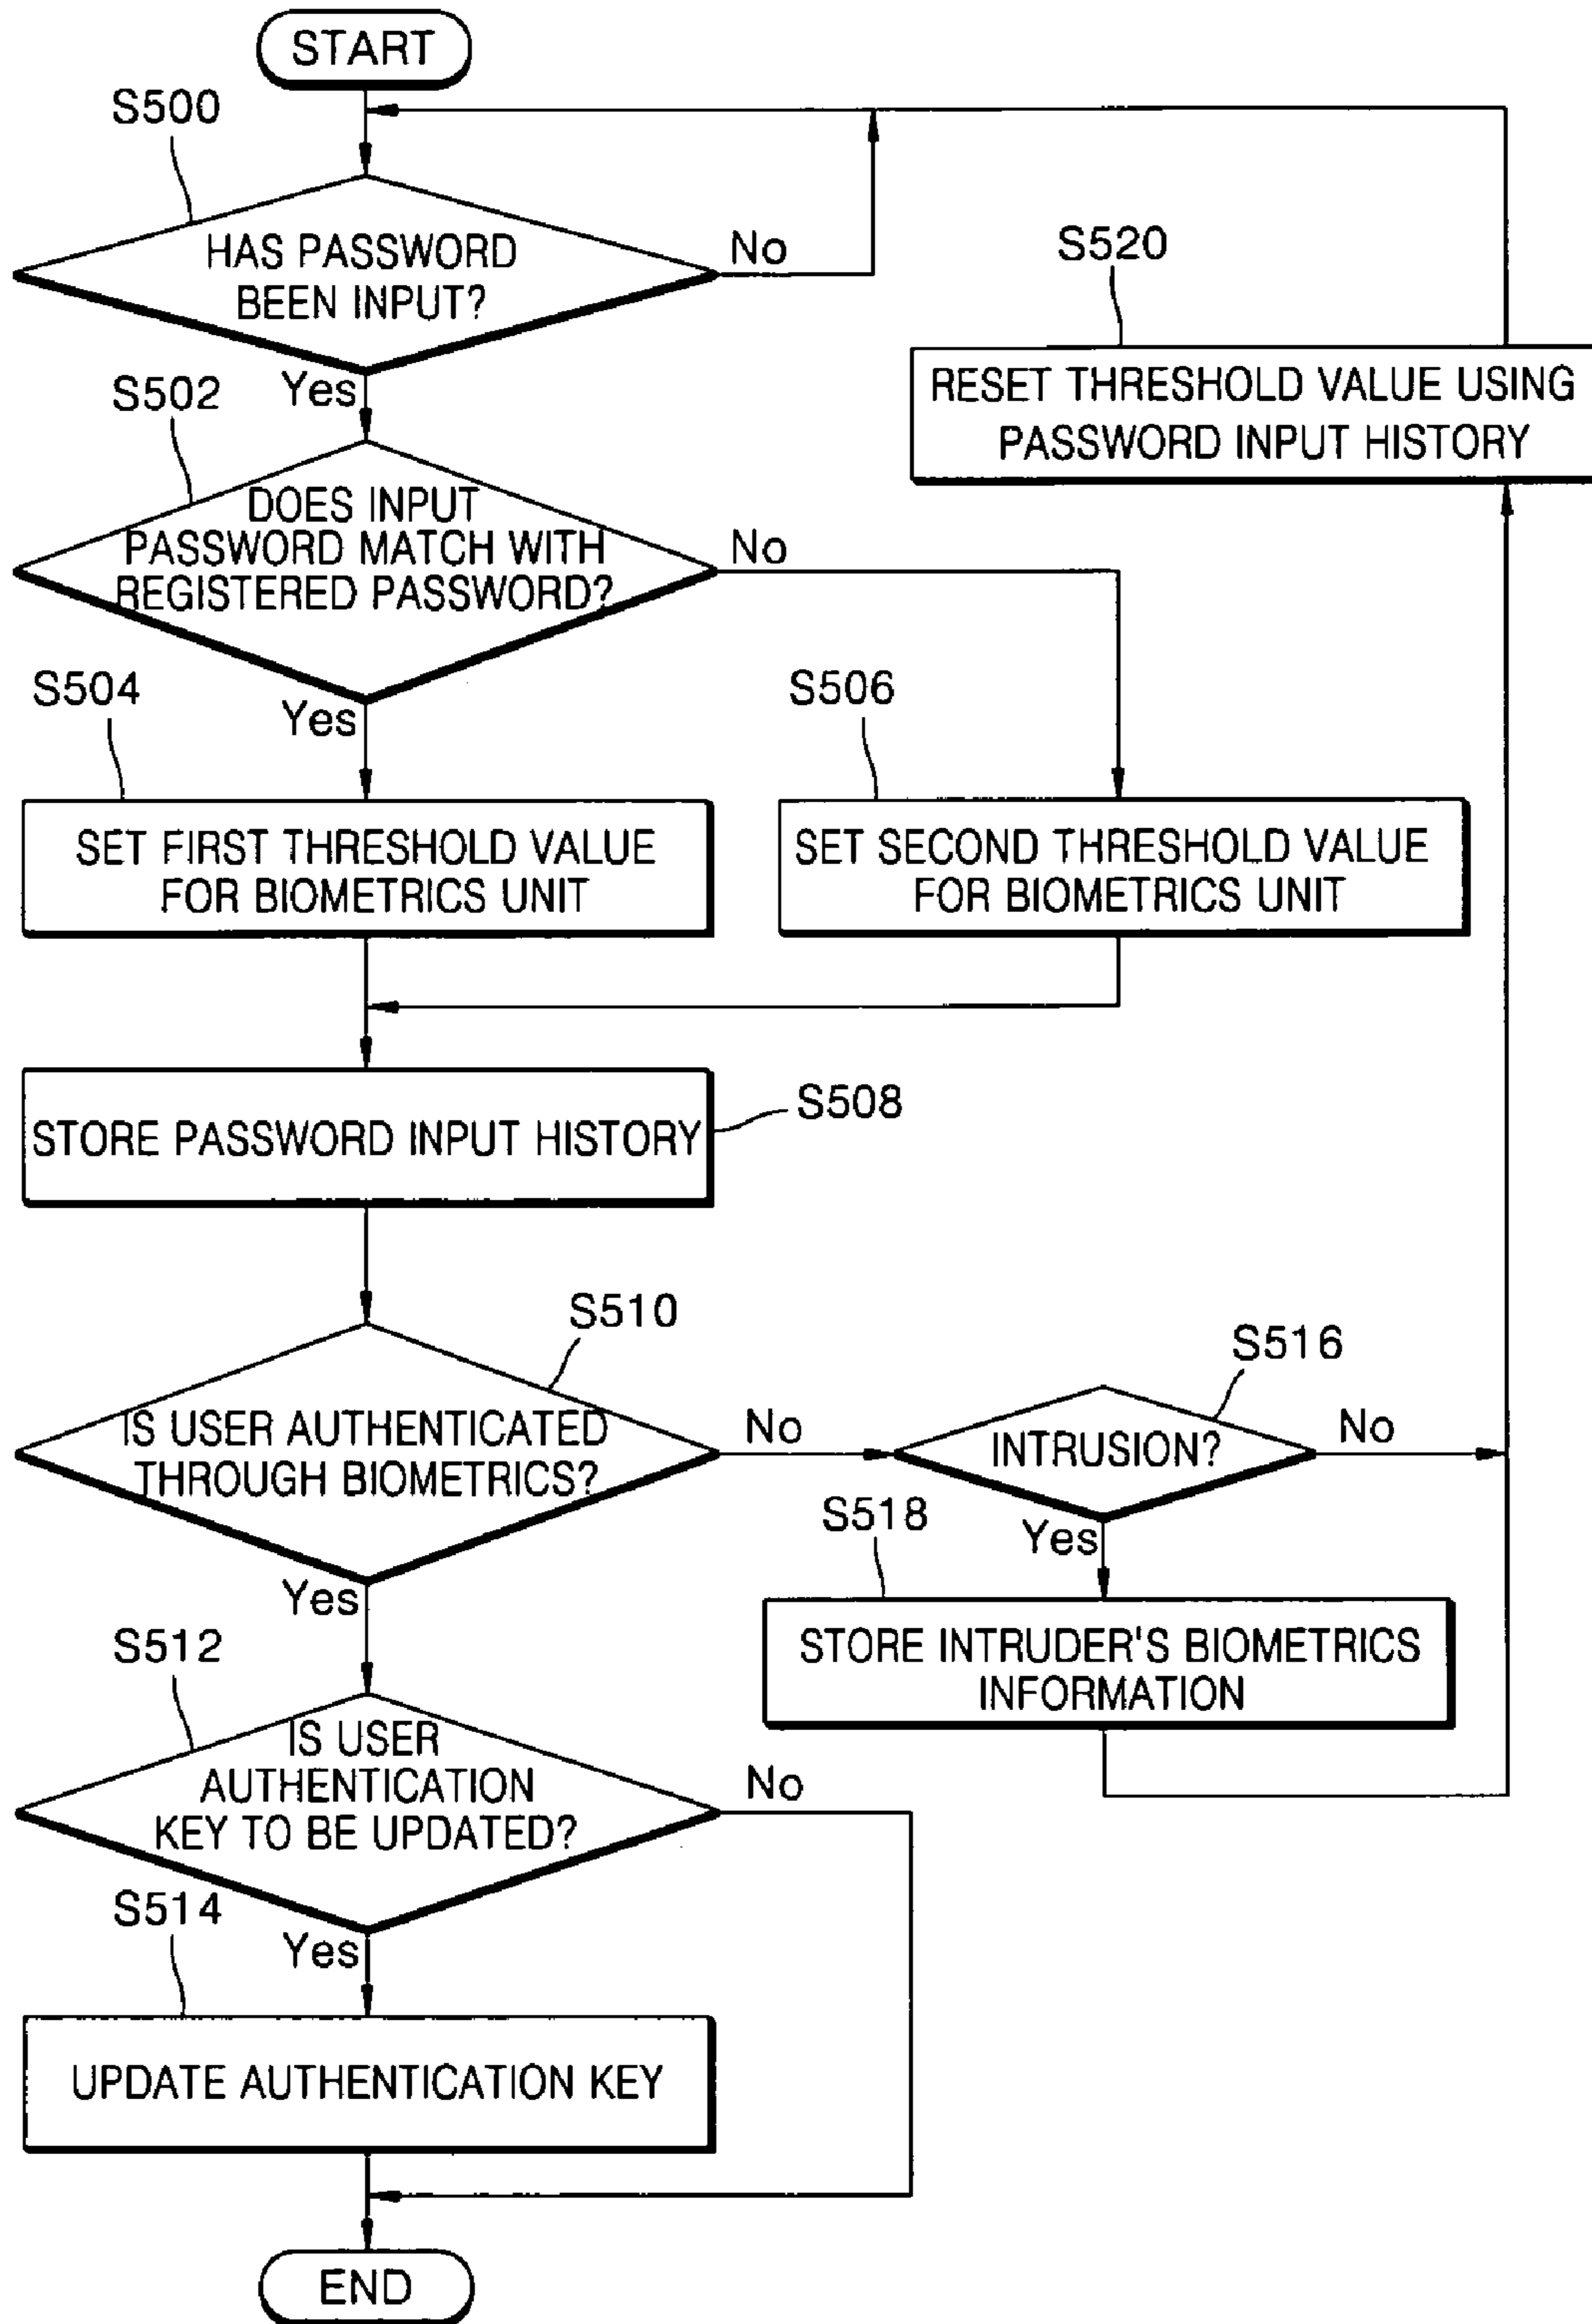 START
S500
HAS PASSWORD
BEEN INPUT?
No
Yes
S520
RESET THRESHOLD VALUE USING
PASSWORD INPUT HISTORY
S502
DOES INPUT
PASSWORD MATCH WITH
REGISTERED PASSWORD?
No
Yes
S504
SET FIRST THRESHOLD VALUE
FOR BIOMETRICS UNIT
S506
SET SECOND THRESHOLD VALUE
FOR BIOMETRICS UNIT
STORE PASSWORD INPUT HISTORY
S508
S510
IS USER AUTHENTICATED
THROUGH BIOMETRICS?
No
Yes
S516
INTRUSION?
No
Yes
S518
STORE INTRUDER'S BIOMETRICS
INFORMATION
S512
IS USER
AUTHENTICATION
KEY TO BE UPDATED?
No
Yes
S514
UPDATE AUTHENTICATION KEY
END